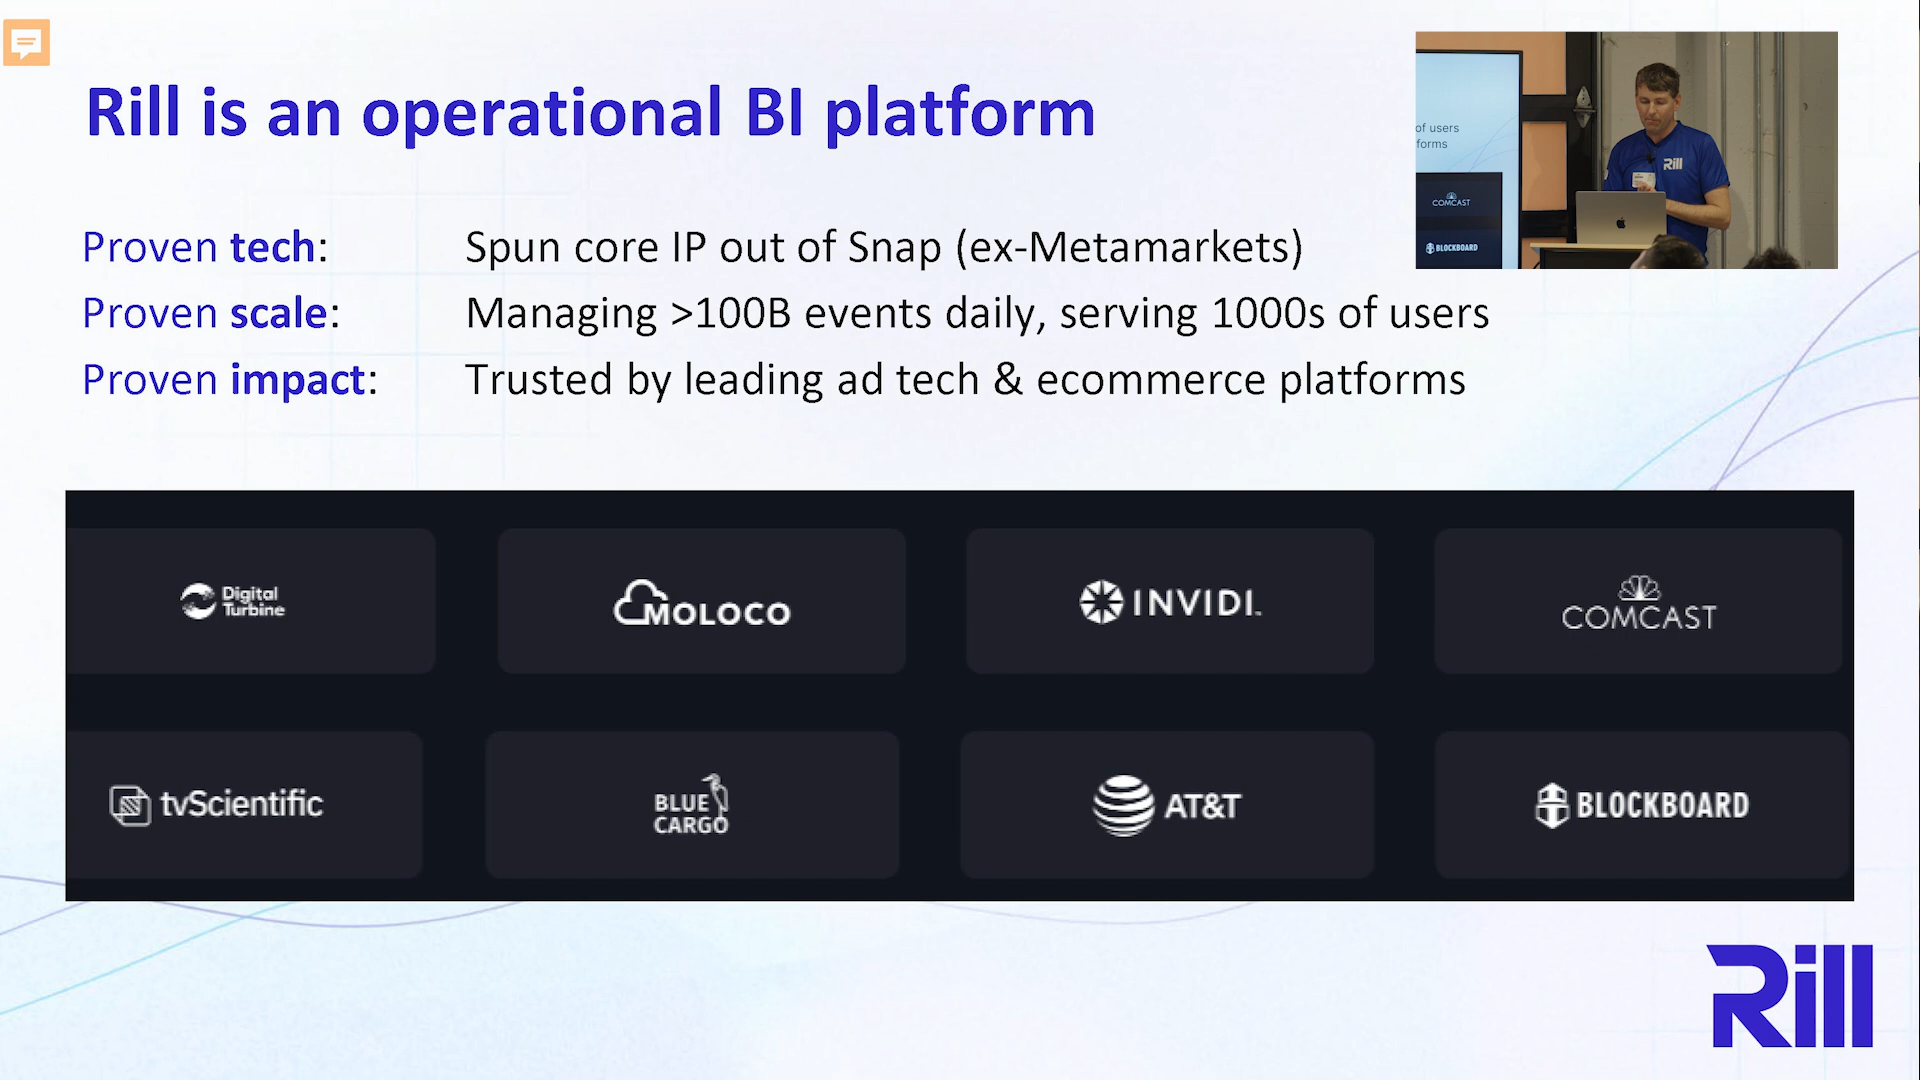 Rill is an operational BI platform
Proven tech: Spun core IP out of Snap (ex-Metamarkets)
Proven scale: Managing >100B events daily, serving 1000s of users
Proven impact: Trusted by leading ad tech & ecommerce platforms
of users
forms
COMCAST
BLOCKBOARD
Rill
Digital
Turbine
MOLOCO
INVIDI
COMCAST
tvScientific
BLUE
CARGO
AT&T
BLOCKBOARD
Rill